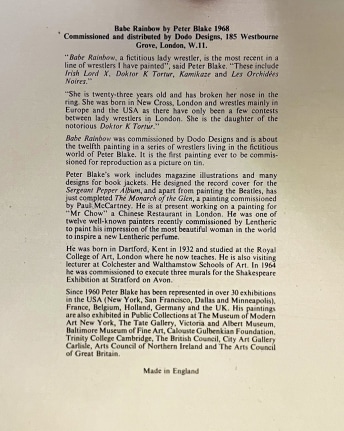 Babe Rainbow by Peter Blake 1968
Commissioned and distributed by Dodo Designs, 185 Westbourne
Grove, London, W.11.
"Babe Rainbow, a fictitious lady wrestler, is the most recent in a
line of wrestlers I have painted", said Peter Blake. "These include
Irish Lord X, Doktor K Tortur, Kamikaze and Les Orchidées
Noires."
"She is twenty-three years old and has broken her nose in the
ring. She was born in New Cross, London and wrestles mainly in
Europe and the USA as there have only been a few contests
between lady wrestlers in London. She is the daughter of the
notorious Doktor K Tortur."
Babe Rainbow was commissioned by Dodo Designs and is about
the twelfth painting in a series of wrestlers living in the fictitious
world of Peter Blake. It is the first painting ever to be commis-
sioned for reproduction as a picture on tin.
Peter Blake's work includes magazine illustrations and many
designs for book jackets. He designed the record cover for the
Sergeant Pepper Album, and apart from painting the Beatles, has
just completed The Monarch of the Glen, a painting commissioned
by Paul McCartney. He is at present working on a painting for
"Mr Chow" a Chinese Restaurant in London. He was one of
twelve well-known painters recently commissioned by Lentheric
to paint his impression of the most beautiful woman in the world
to inspire a new Lentheric perfume.
He was born in Dartford, Kent in 1932 and studied at the Royal
College of Art, London where he now teaches. He is also visiting
lecturer at Colchester and Walthamstow Schools of Art. In 1964
he was commissioned to execute three murals for the Shakespeare
Exhibition at Stratford on Avon.
Since 1960 Peter Blake has been represented in over 30 exhibitions
in the USA (New York, San Francisco, Dallas and Minneapolis),
France, Belgium, Holland, Germany and the UK. His paintings
are also exhibited in Public Collections at The Museum of Modern
Art New York, The Tate Gallery, Victoria and Albert Museum,
Baltimore Museum of Fine Art, Calouste Gulbenkian Foundation,
Trinity College Cambridge, The British Council, City Art Gallery
Carlisle, Arts Council of Northern Ireland and The Arts Council
of Great Britain.
Made in England